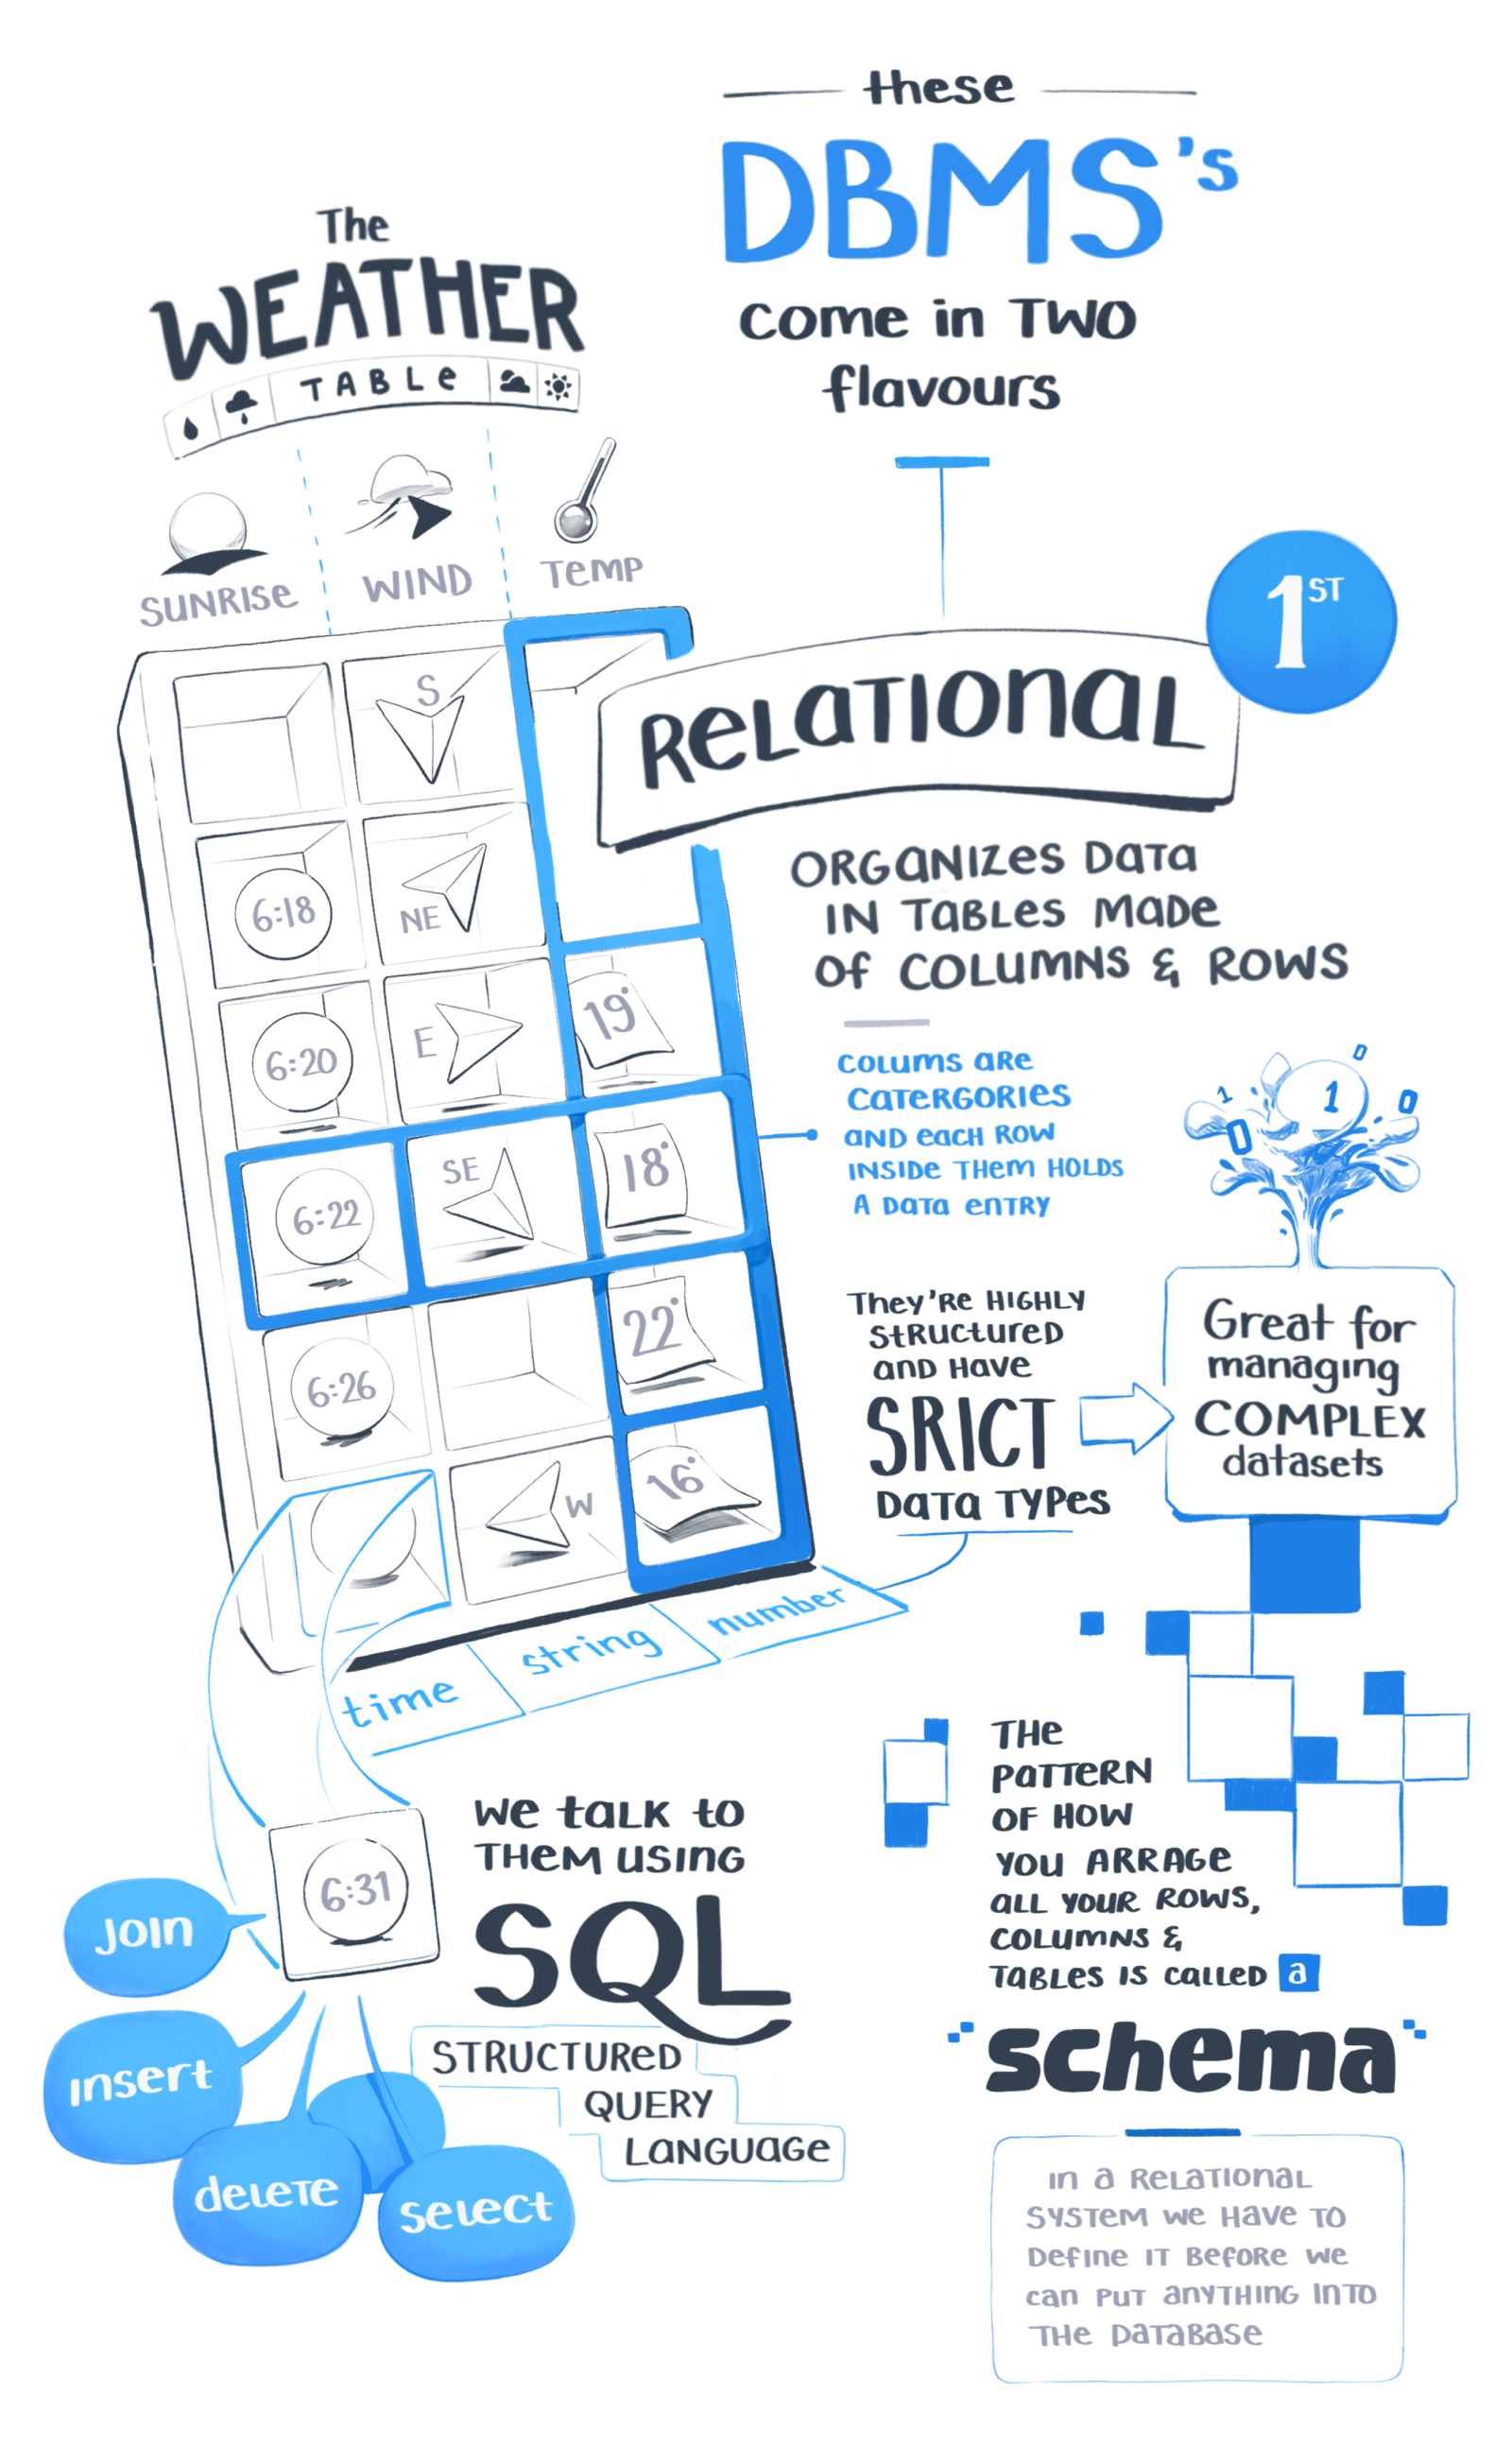 these
DBMS's
come in TWO
flavours
The
WEATHER
TABLE
SUNRISE
WIND
TEMP
1ST
RELATIONAL
ORGANIZES DATA
IN TABLES MADE
OF COLUMNS & ROWS
COLUMS ARE
CATERGORIES
AND EACH ROW
INSIDE THEM HOLDS
A DATA ENTRY
S
6:18
NE
6:20
E
19°
6:22
SE
18°
6:26
22°
W
16°
time
string
number
1
0
1
0
0
THEY'RE HIGHLY
STRUCTURED
AND HAVE
SRICT
DATA TYPES
Great for
managing
COMPLEX
datasets
6:31
join
insert
delete
select
WE TALK TO
THEM USING
SQL
STRUCTURED
QUERY
LANGUAGE
THE
PATTERN
OF HOW
YOU ARRAGE
ALL YOUR ROWS,
COLUMNS &
TABLES IS CALLED a
schema
IN A RELATIONAL
SYSTEM WE HAVE TO
DEFINE IT BEFORE WE
CAN PUT ANYTHING INTO
THE DATABASE